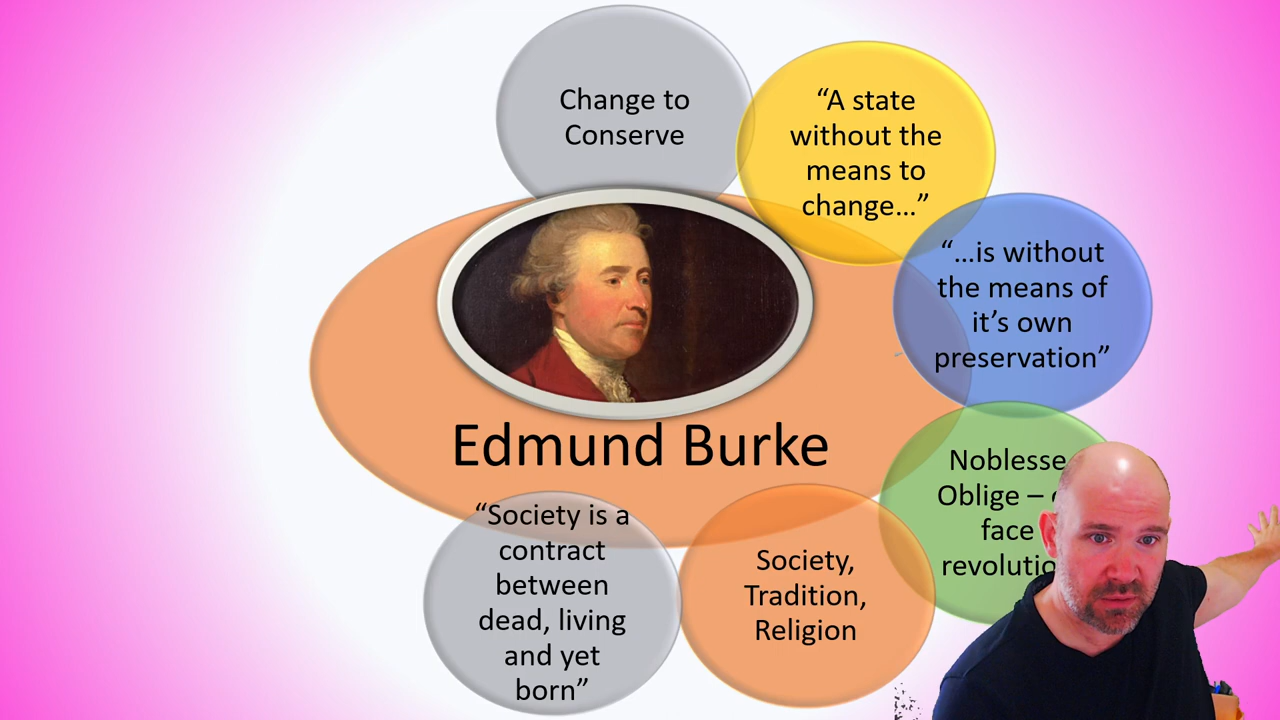 Change to
Conserve
“A state
without the
means to
change...”
“...is without
the means of
it’s own
preservation”
Noblesse
Oblige –
face
Society,
Tradition,
Religion
“Society is a
contract
between
dead, living
and yet
born”
Edmund Burke